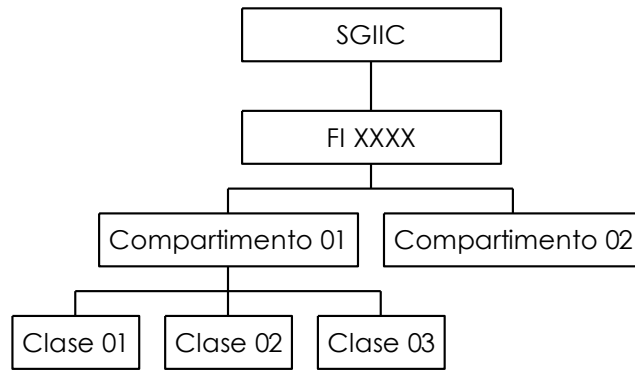 SGIIC
FI XXXX
Compartimento 01
Compartimento 02
Clase 01
Clase 02
Clase 03